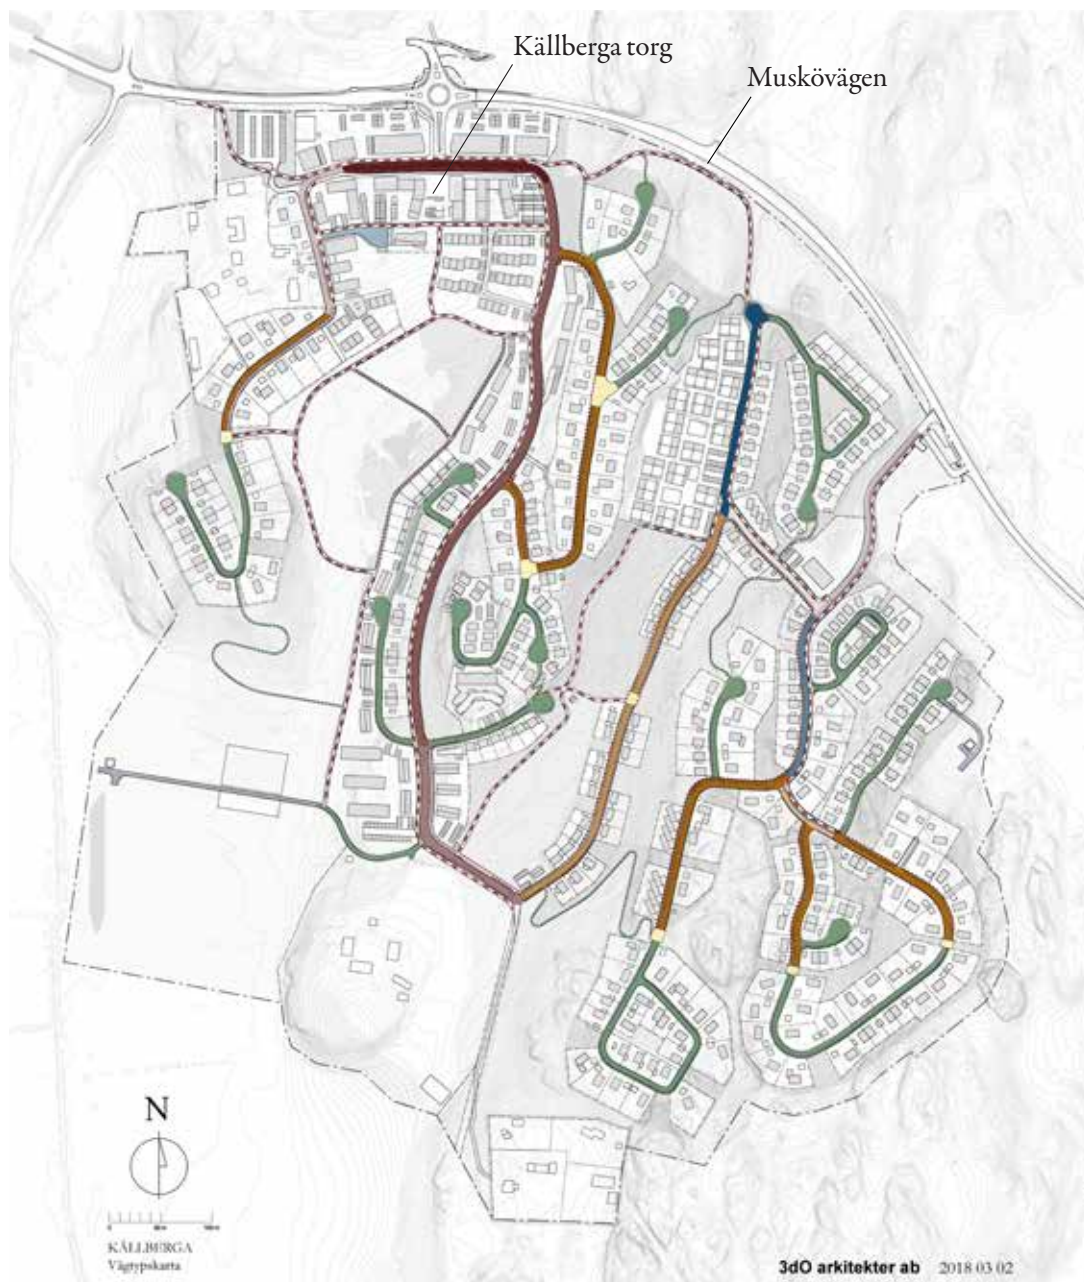 Källberga torg
Muskövägen
N
KÄLLBERGA
Vägtypskarta
3dO arkitekter ab 2018 03 02